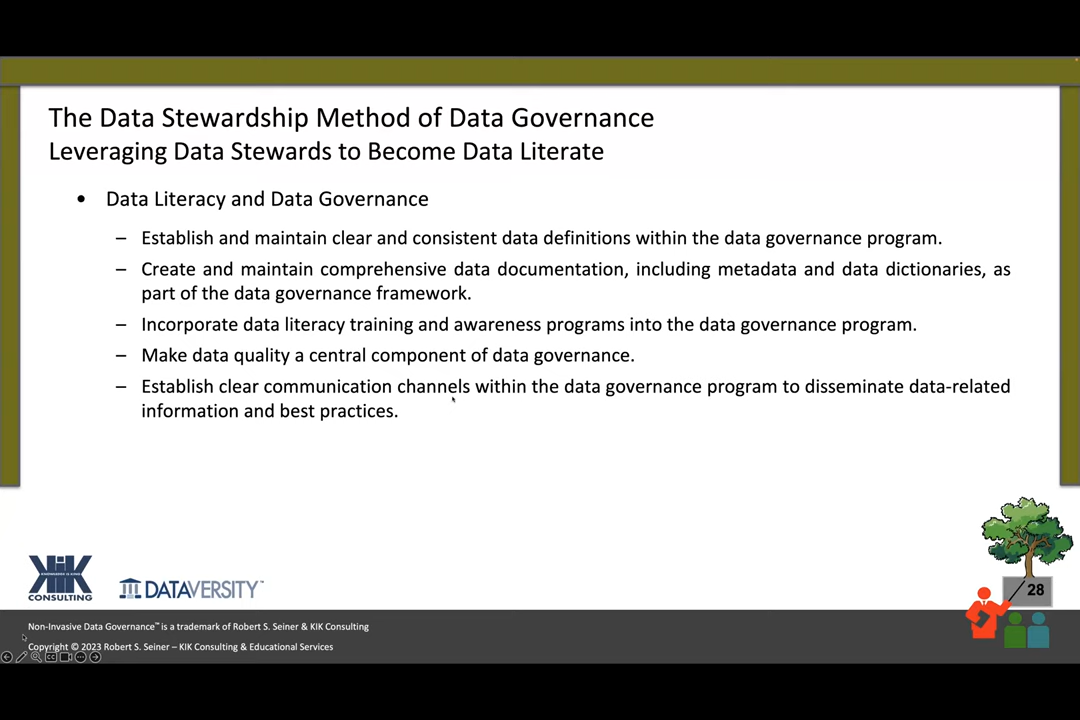 The Data Stewardship Method of Data Governance
Leveraging Data Stewards to Become Data Literate
• Data Literacy and Data Governance
– Establish and maintain clear and consistent data definitions within the data governance program.
– Create and maintain comprehensive data documentation, including metadata and data dictionaries, as
part of the data governance framework.
– Incorporate data literacy training and awareness programs into the data governance program.
– Make data quality a central component of data governance.
– Establish clear communication channels within the data governance program to disseminate data-related
information and best practices.
KIK
KNOWLEDGE IS KING
CONSULTING
DATAVERSITY™
28
Non-Invasive Data Governance™ is a trademark of Robert S. Seiner & KIK Consulting
Copyright © 2023 Robert S. Seiner – KIK Consulting & Educational Services
CC